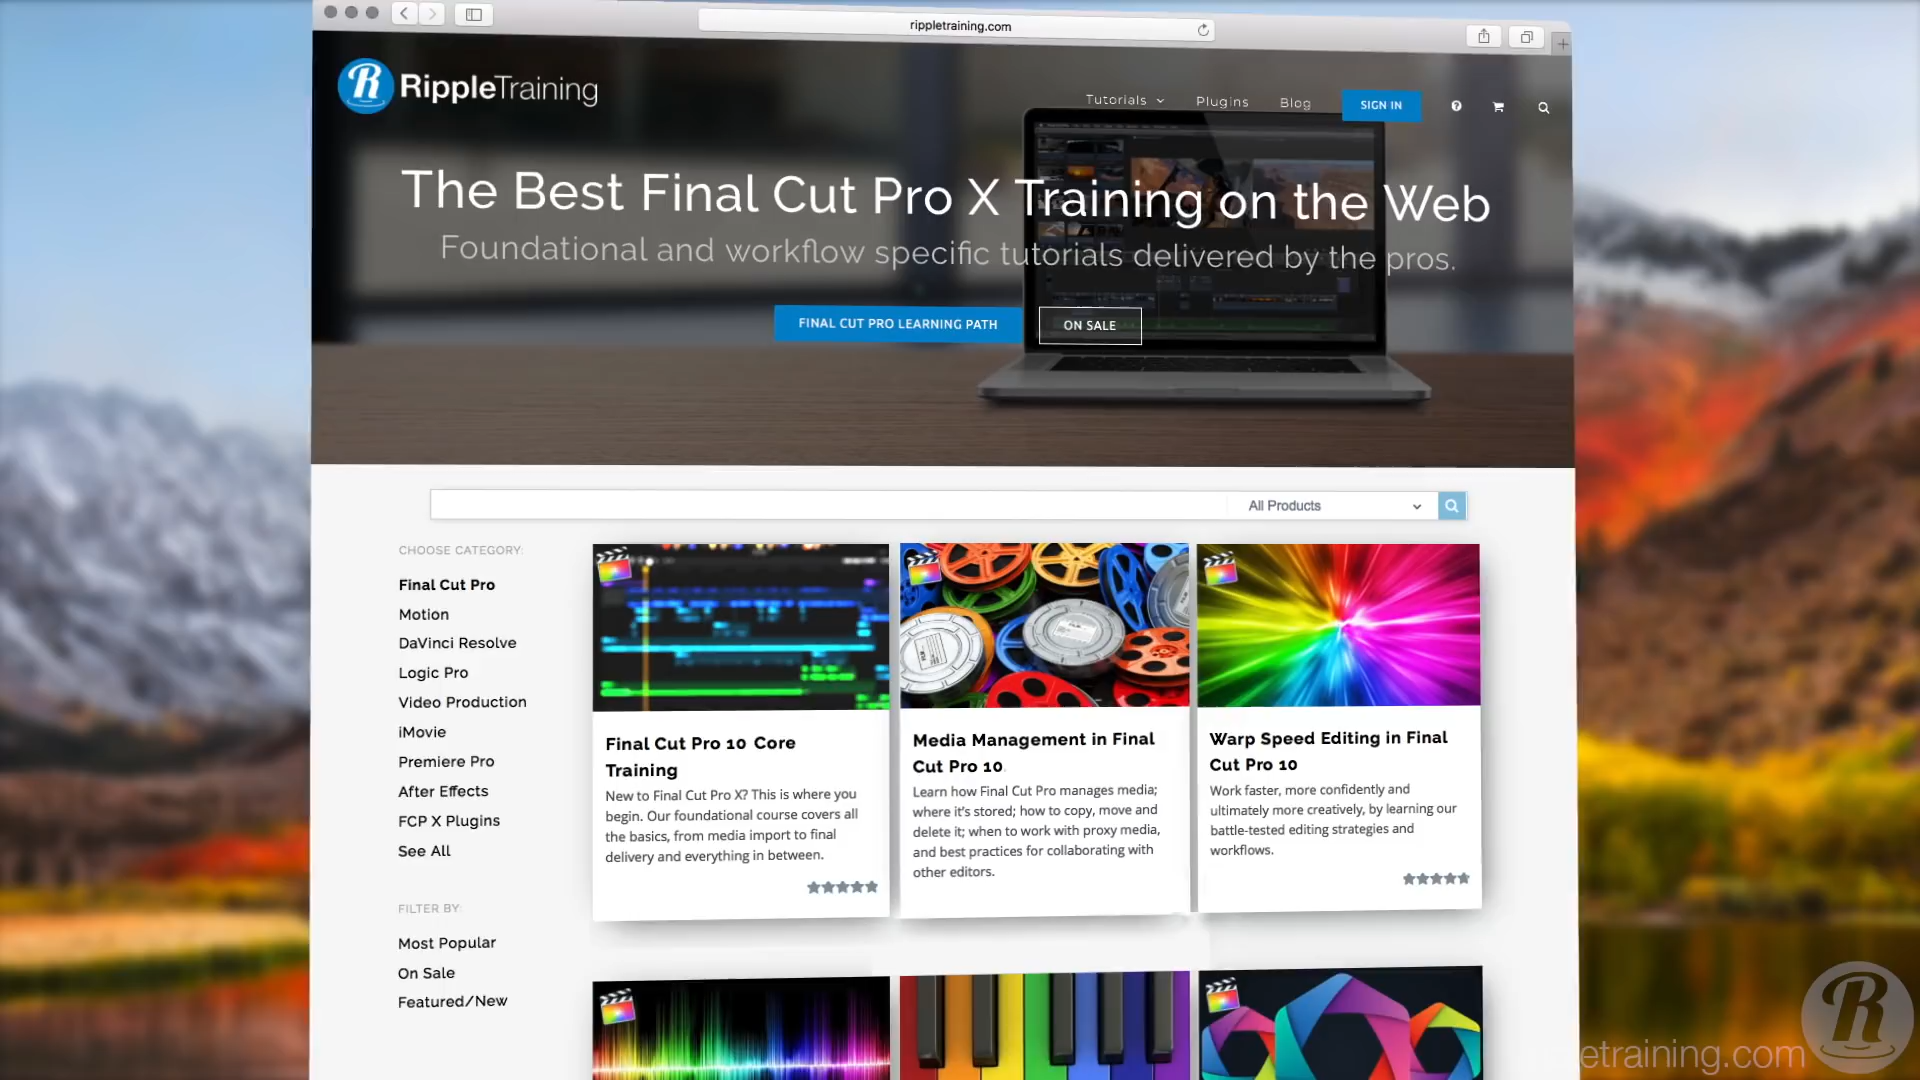 rippletraining.com
RippleTraining
Tutorials
Plugins
Blog
SIGN IN
The Best Final Cut Pro X Training on the Web
Foundational and workflow specific tutorials delivered by the pros.
FINAL CUT PRO LEARNING PATH
ON SALE
All Products
CHOOSE CATEGORY:
Final Cut Pro
Motion
DaVinci Resolve
Logic Pro
Video Production
iMovie
Premiere Pro
After Effects
FCP X Plugins
See All
FILTER BY:
Most Popular
On Sale
Featured/New
Final Cut Pro 10 Core
Training
New to Final Cut Pro X? This is where you
begin. Our foundational course covers all
the basics, from media import to final
delivery and everything in between.
Media Management in Final
Cut Pro 10
Learn how Final Cut Pro manages media;
where it's stored; how to copy, move and
delete it; when to work with proxy media,
and best practices for collaborating with
other editors.
Warp Speed Editing in Final
Cut Pro 10
Work faster, more confidently and
ultimately more creatively, by learning our
battle-tested editing strategies and
workflows.
etraining.com
R